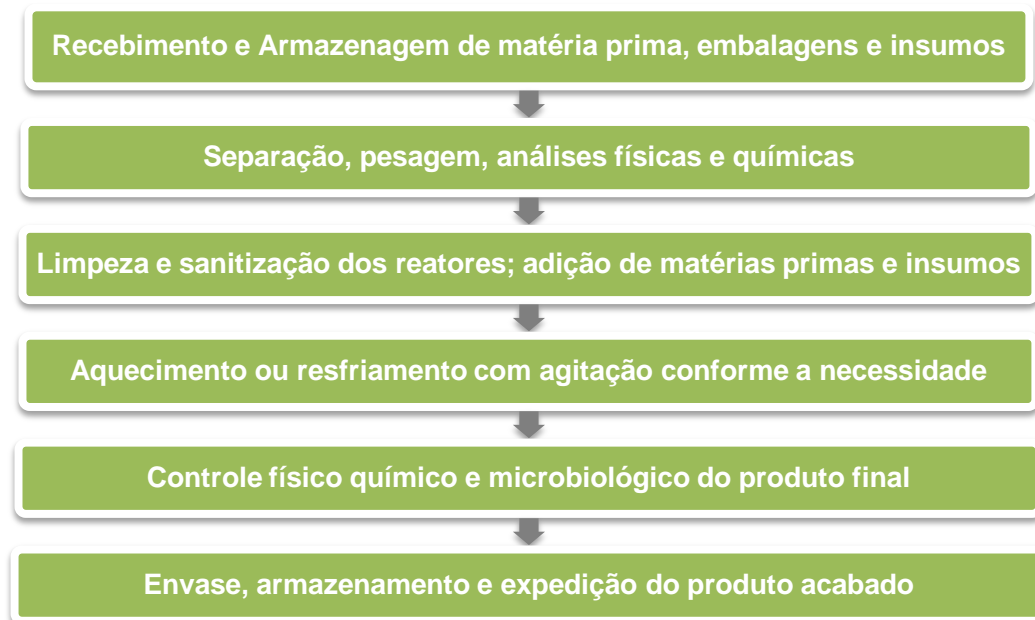 Recebimento e Armazenagem de matéria prima, embalagens e insumos
Separação, pesagem, análises físicas e químicas
Limpeza e sanitização dos reatores; adição de matérias primas e insumos
Aquecimento ou resfriamento com agitação conforme a necessidade
Controle físico químico e microbiológico do produto final
Envase, armazenamento e expedição do produto acabado